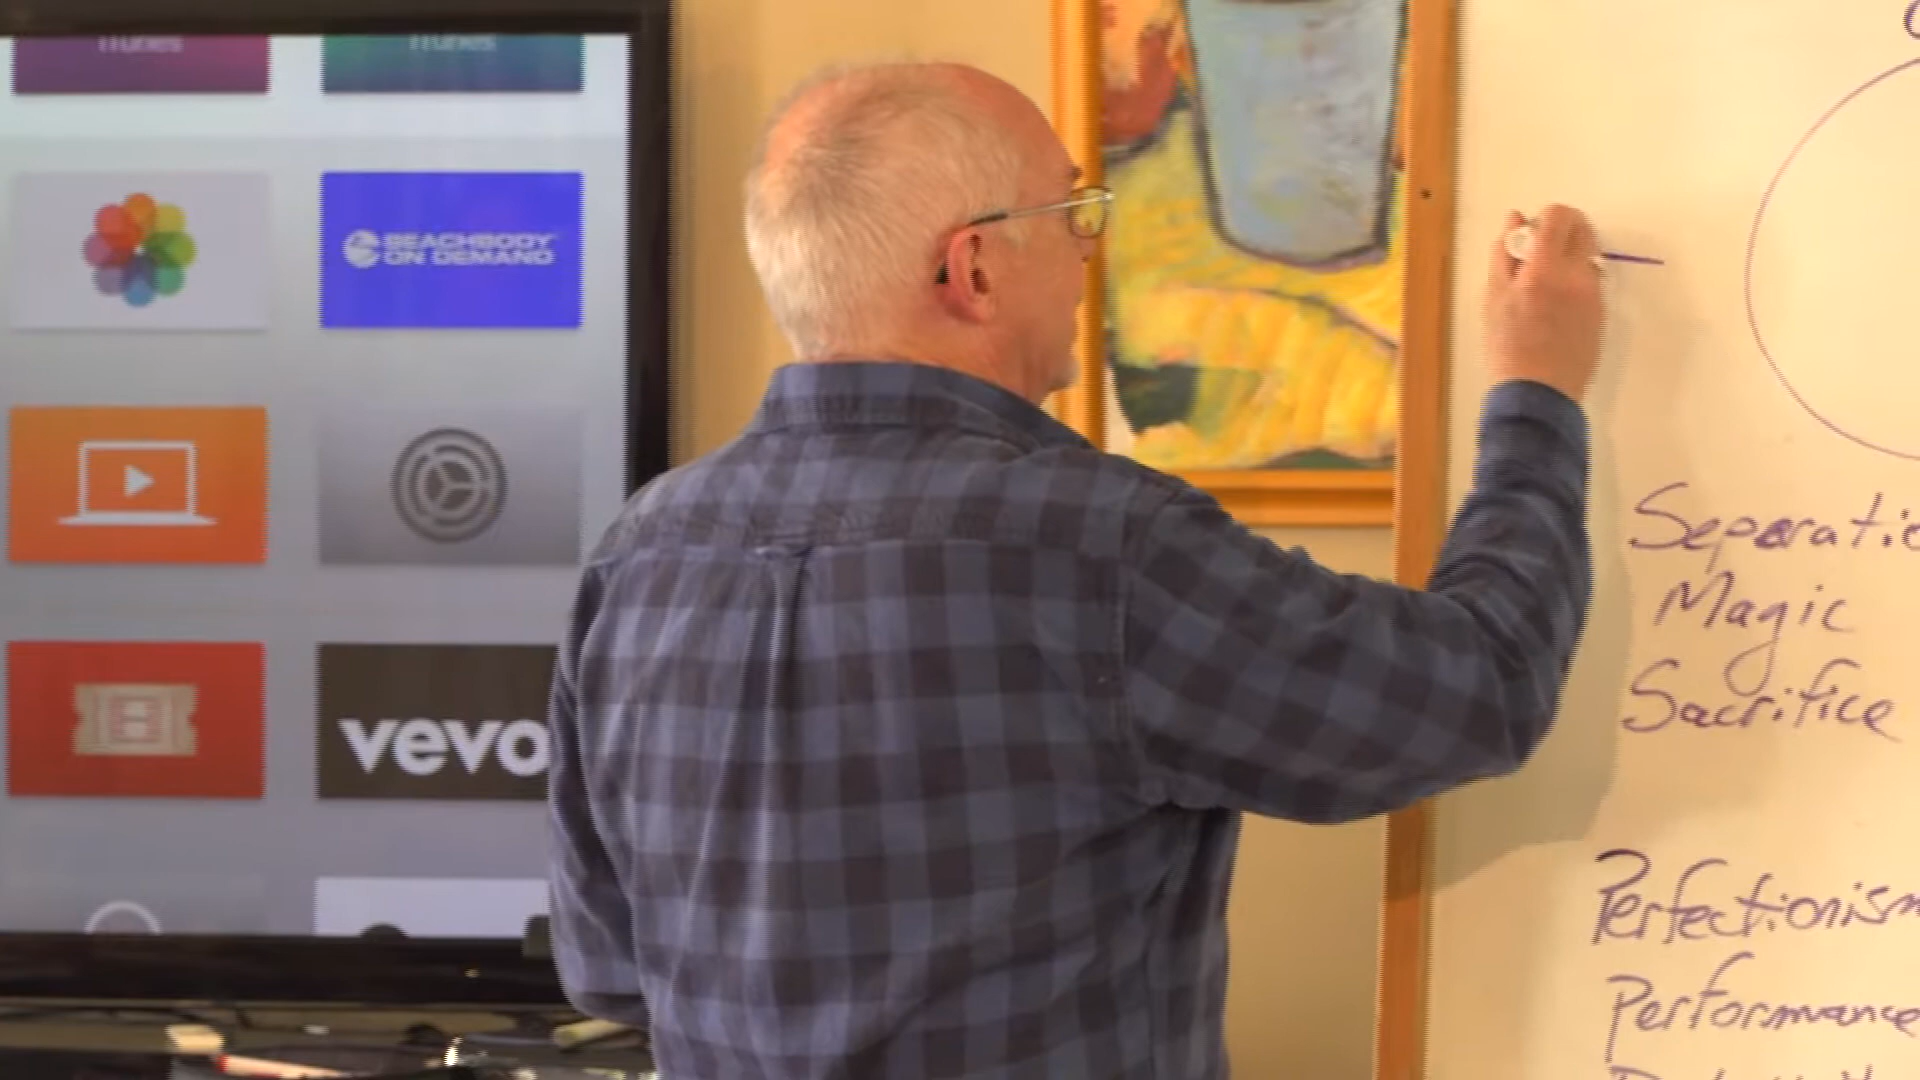 iTunes
iTunes
BEACHBODY
ON DEMAND
vevo
Separatio
Magic
Sacrifice
Perfectionism
Performance